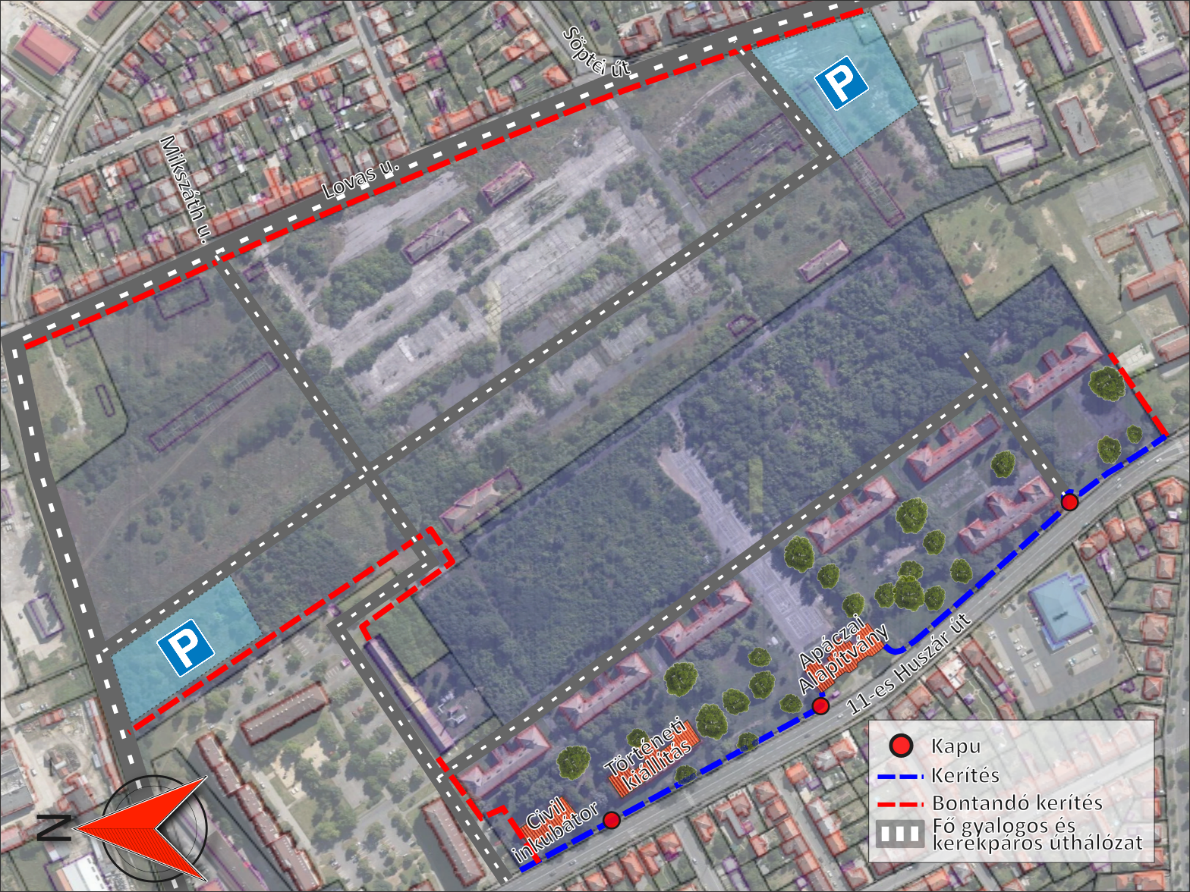 Söptei út
P
Mikszáth u.
Lovas u.
P
Apáczai
Alapítvány
11-es Huszár út
Történeti
kiállítás
Civil
inkubátor
N
Kapu
Kerítés
Bontandó kerítés
Fő gyalogos és
kerékpáros úthálózat